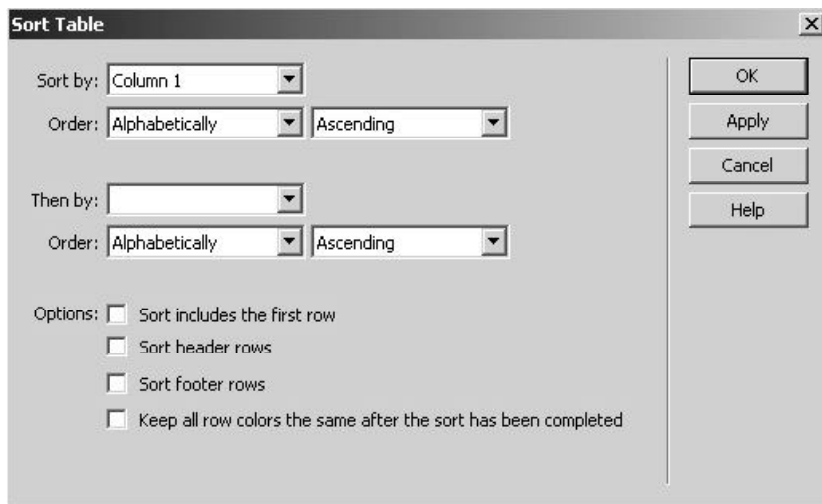 Sort Table
Sort by: Column 1
Order: Alphabetically Ascending
Then by:
Order: Alphabetically Ascending
Options: Sort includes the first row
Sort header rows
Sort footer rows
Keep all row colors the same after the sort has been completed
OK
Apply
Cancel
Help